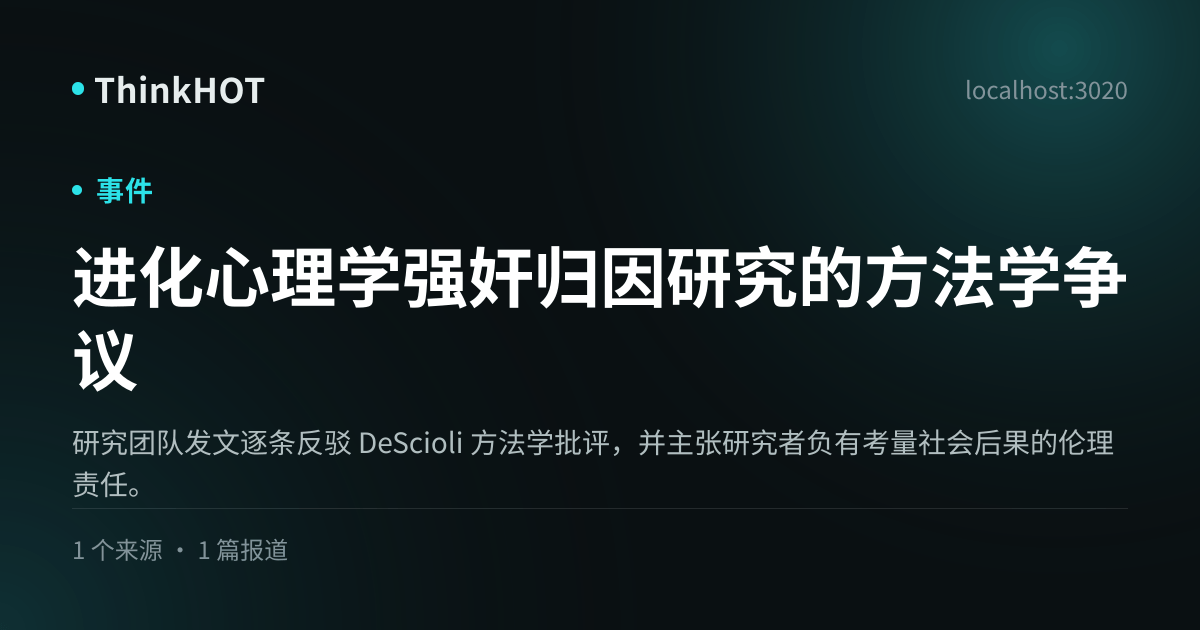 ThinkHOT
localhost:3020
事件
进化心理学强奸归因研究的方法学争
议
研究团队发文逐条反驳 DeScioli 方法学批评，并主张研究者负有考量社会后果的伦理
责任。
1 个来源 · 1 篇报道